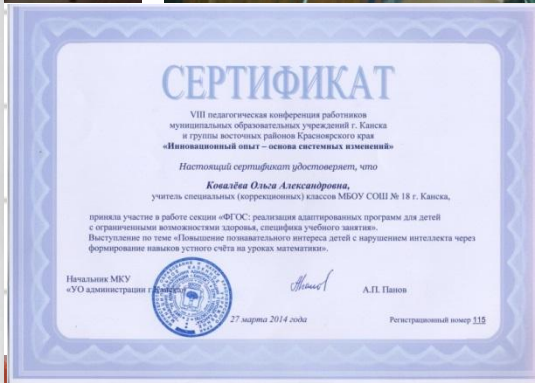 СЕРТИФИКАТ
VIII педагогическая конференция работников
муниципальных образовательных учреждений г. Канска
и группы восточных районов Красноярского края
«Инновационный опыт – основа системных изменений»
Настоящий сертификат удостоверяет, что
Ковалёва Ольга Александровна,
учитель специальных (коррекционных) классов МБОУ СОШ № 18 г. Канска,
приняла участие в работе секции «ФГОС: реализация адаптированных программ для детей
с ограниченными возможностями здоровья, специфика учебного занятия».
Выступление по теме «Повышение познавательного интереса детей с нарушением интеллекта через
формирование навыков устного счёта на уроках математики».
Начальник МКУ
«УО администрации г.
А.П. Панов
27 марта 2014 года
Регистрационный номер 115